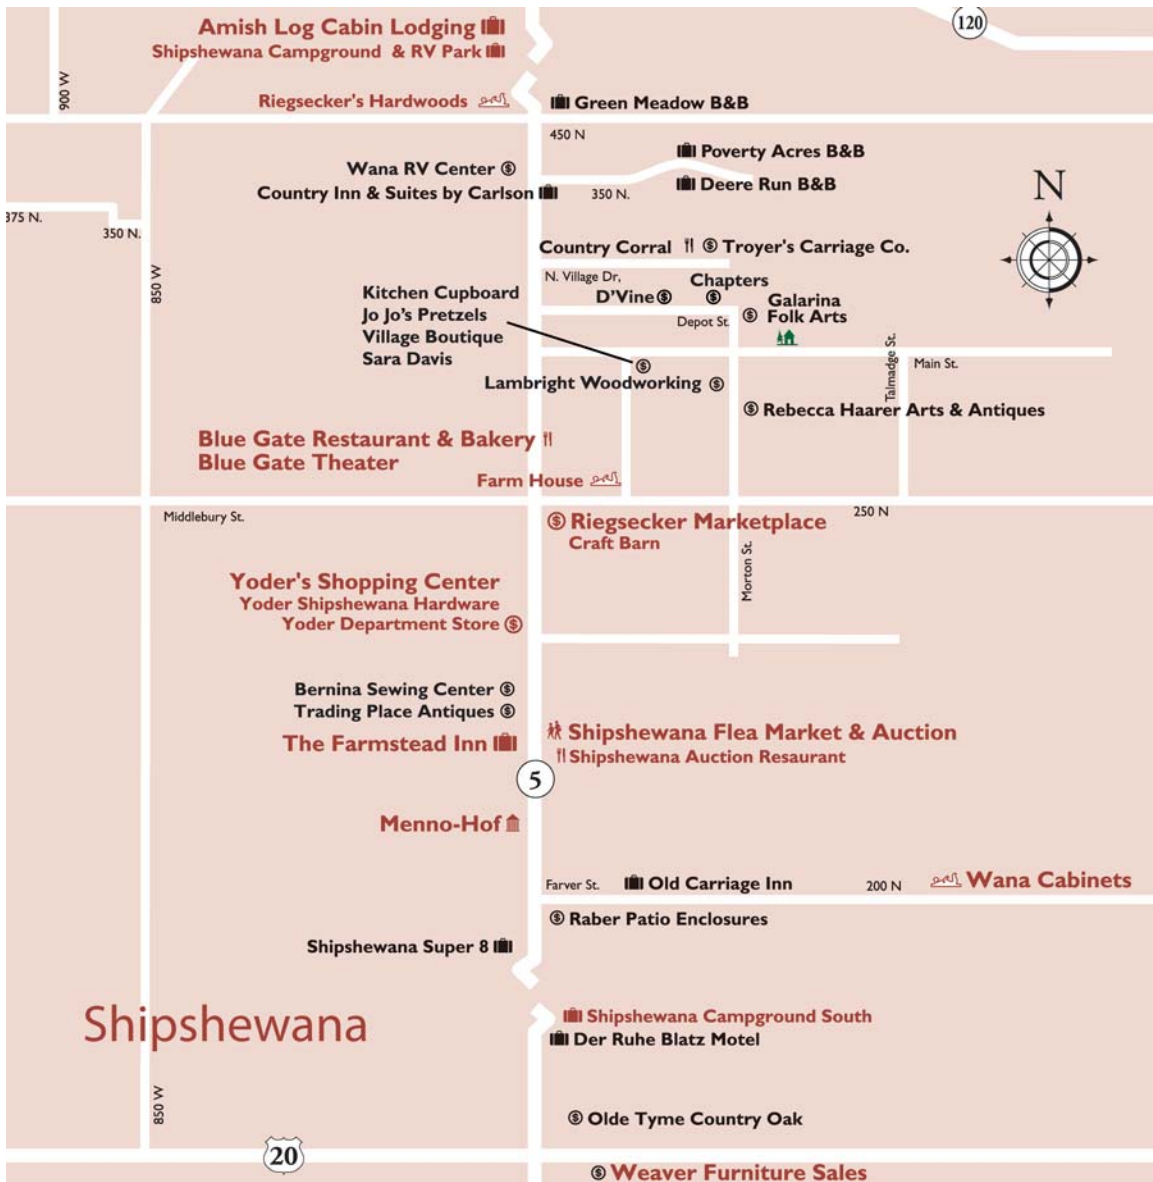 Amish Log Cabin Lodging
120
Shipshewana Campground & RV Park
900 W
Riegsecker's Hardwoods
Green Meadow B&B
450 N
Poverty Acres B&B
Wana RV Center
Deere Run B&B
Country Inn & Suites by Carlson
350 N.
N
375 N.
350 N.
Country Corral
Troyer's Carriage Co.
850 W
N. Village Dr,
Chapters
Kitchen Cupboard
D'Vine
Galarina
Jo Jo's Pretzels
Depot St.
Folk Arts
Village Boutique
Sara Davis
Talmadge St.
Main St.
Lambright Woodworking
Rebecca Haarer Arts & Antiques
Blue Gate Restaurant & Bakery
Blue Gate Theater
Farm House
Middlebury St.
250 N
Riegsecker Marketplace
Craft Barn
Morton St.
Yoder's Shopping Center
Yoder Shipshewana Hardware
Yoder Department Store
Bernina Sewing Center
Trading Place Antiques
Shipshewana Flea Market & Auction
The Farmstead Inn
Shipshewana Auction Resaurant
5
Menno-Hof
Farver St.
Old Carriage Inn
200 N
Wana Cabinets
Raber Patio Enclosures
Shipshewana Super 8
Shipshewana
Shipshewana Campground South
Der Ruhe Blatz Motel
850 W
Olde Tyme Country Oak
20
Weaver Furniture Sales